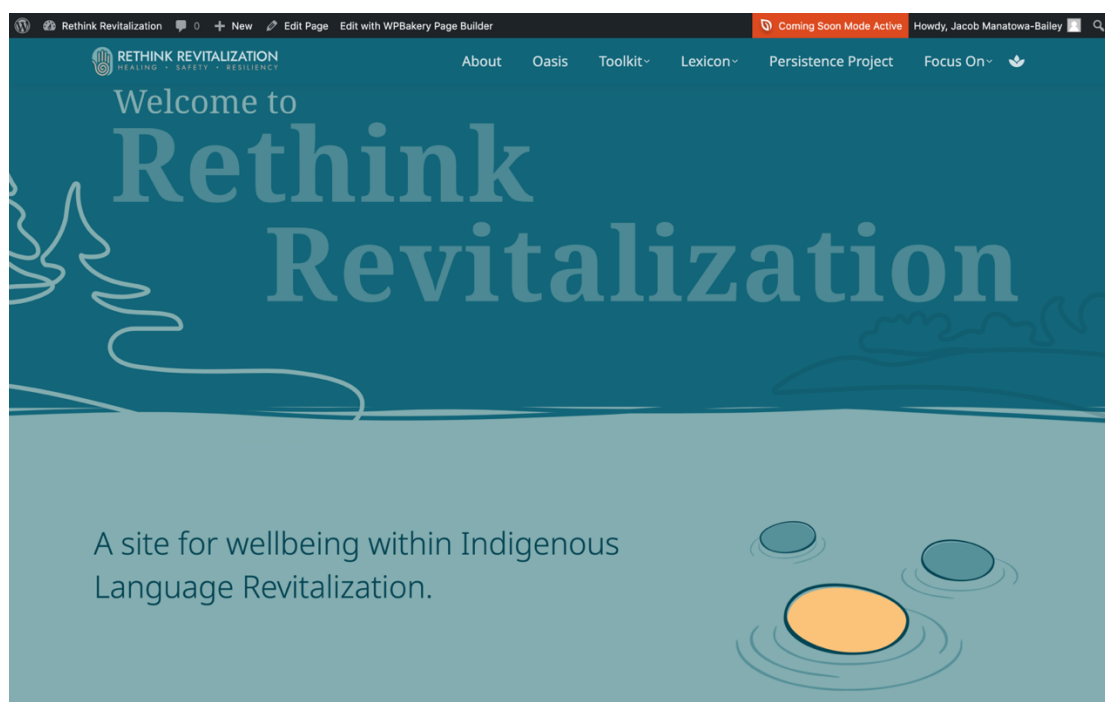 Rethink Revitalization 0 + New Edit Page Edit with WPBakery Page Builder Coming Soon Mode Active Howdy, Jacob Manatowa-Bailey
RETHINK REVITALIZATION
HEALING · SAFETY · RESILIENCY
About Oasis Toolkit Lexicon Persistence Project Focus On
Welcome to
Rethink
Revitalization
A site for wellbeing within Indigenous
Language Revitalization.